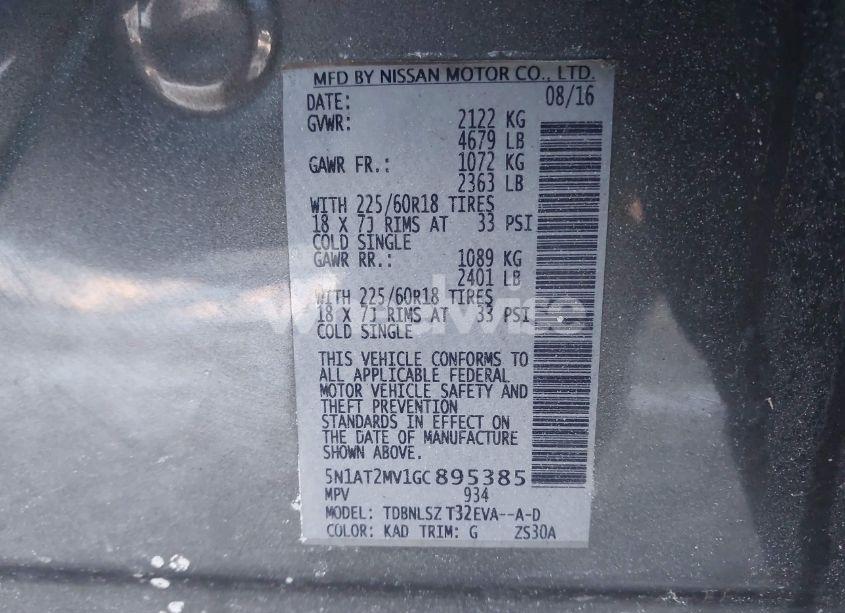 MFD BY NISSAN MOTOR CO., LTD.
DATE: 08/16
GVWR: 2122 KG
4679 LB
GAWR FR.: 1072 KG
2363 LB
WITH 225/60R18 TIRES
18 X 7J RIMS AT 33 PSI
COLD SINGLE
GAWR RR.: 1089 KG
2401 LB
WITH 225/60R18 TIRES
18 X 7J RIMS AT 33 PSI
COLD SINGLE
THIS VEHICLE CONFORMS TO
ALL APPLICABLE FEDERAL
MOTOR VEHICLE SAFETY AND
THEFT PREVENTION
STANDARDS IN EFFECT ON
THE DATE OF MANUFACTURE
SHOWN ABOVE.
5N1AT2MV1GC895385
MPV 934
MODEL: TDBNLSZ T32EVA--A-D
COLOR: KAD TRIM: G ZS30A